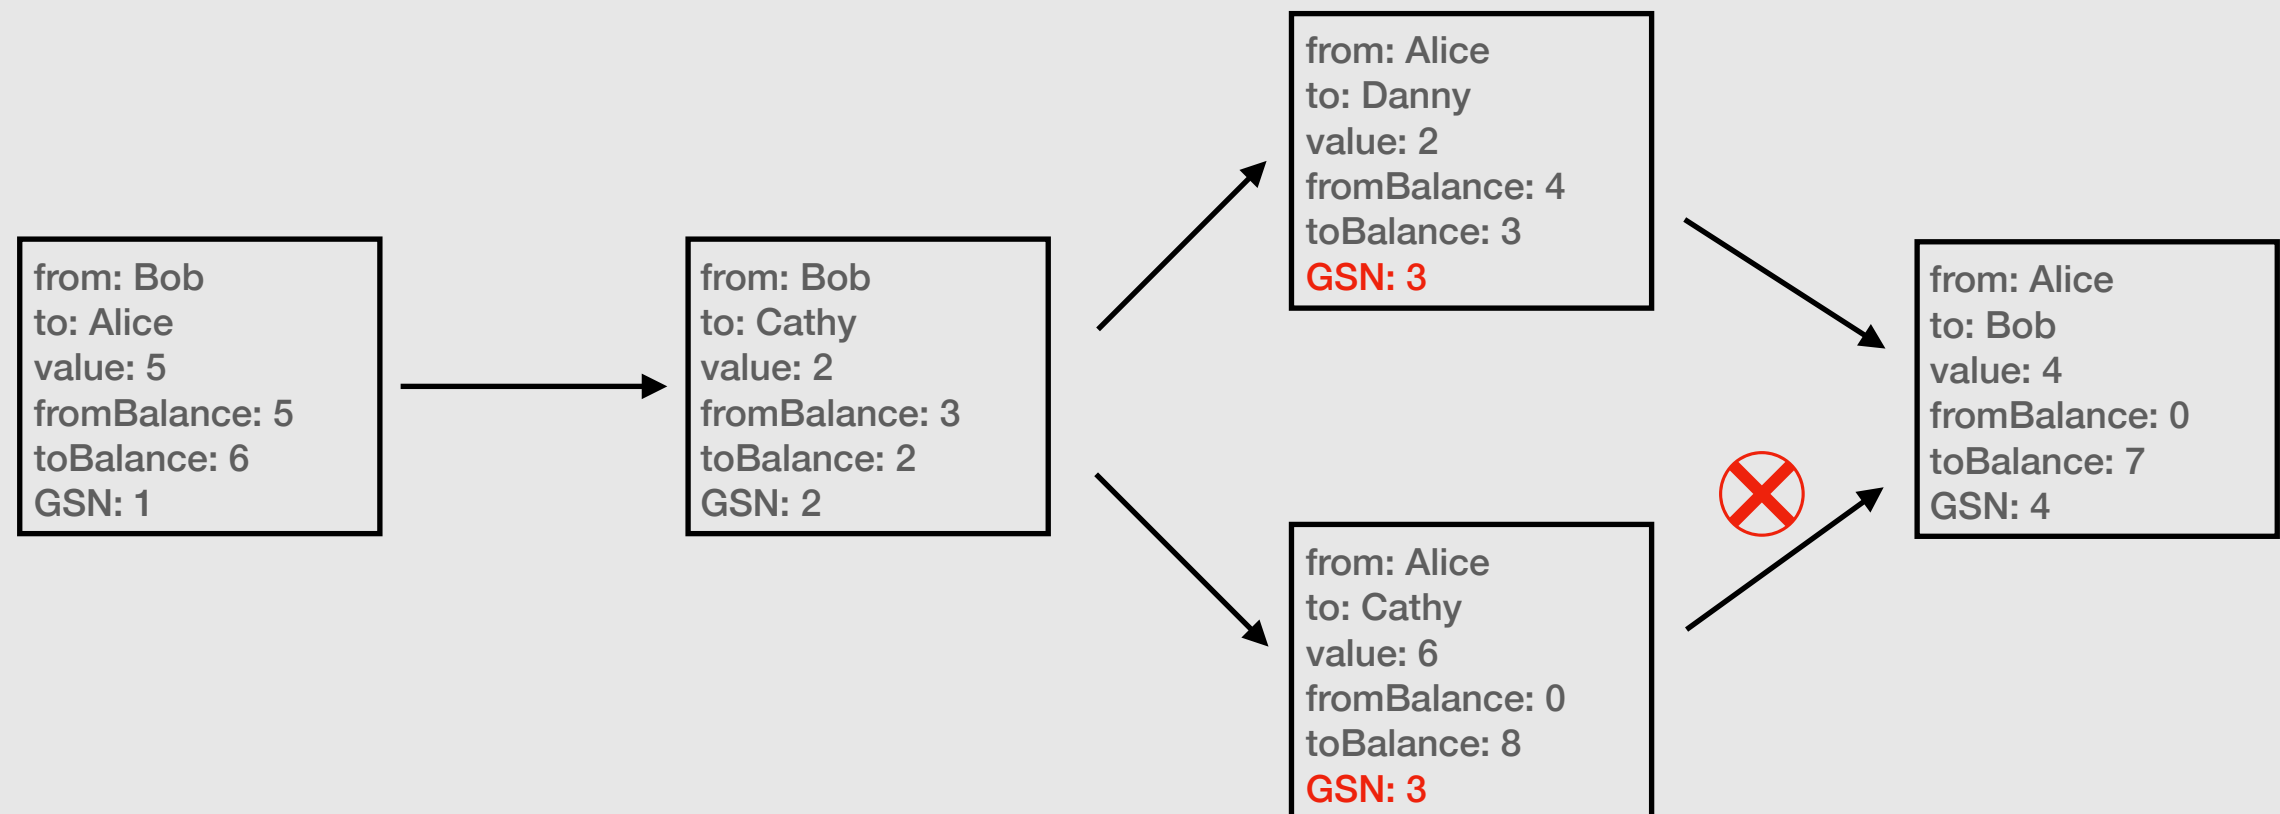 from: Bob
to: Alice
value: 5
fromBalance: 5
toBalance: 6
GSN: 1
from: Bob
to: Cathy
value: 2
fromBalance: 3
toBalance: 2
GSN: 2
from: Alice
to: Danny
value: 2
fromBalance: 4
toBalance: 3
GSN: 3
from: Alice
to: Cathy
value: 6
fromBalance: 0
toBalance: 8
GSN: 3
from: Alice
to: Bob
value: 4
fromBalance: 0
toBalance: 7
GSN: 4